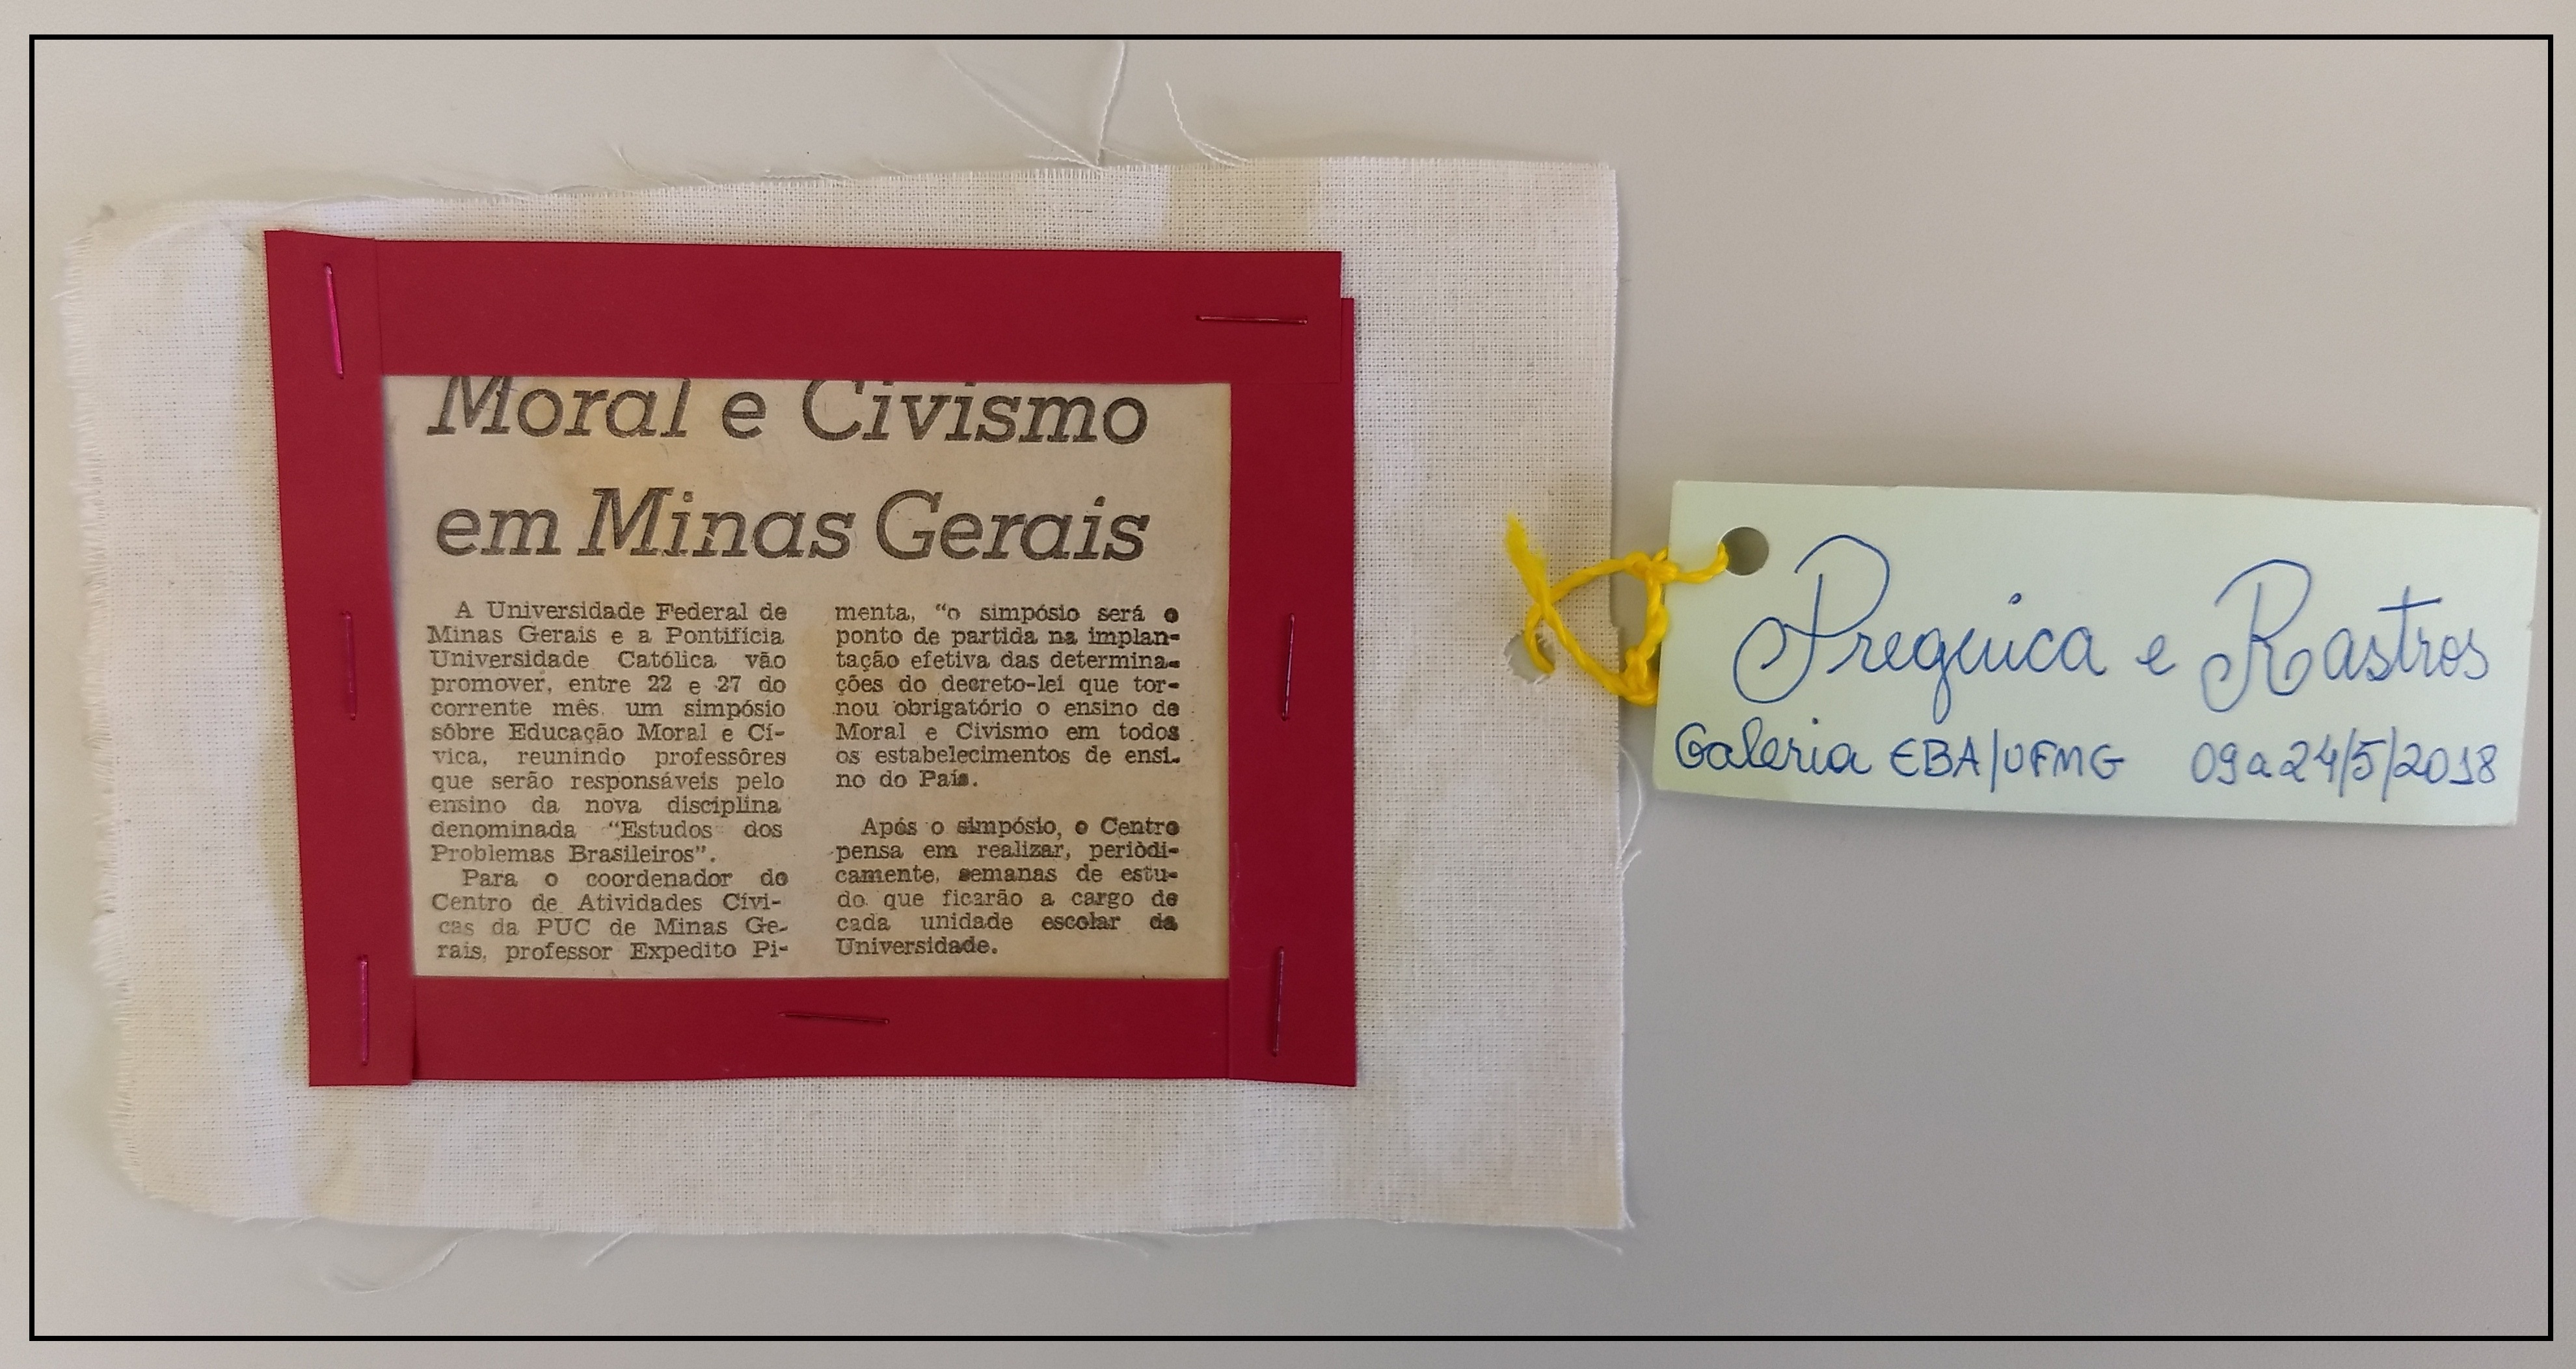 Moral e Civismo
em Minas Gerais
A Universidade Federal de
Minas Gerais e a Pontifícia
Universidade Católica vão
promover, entre 22 e 27 do
corrente mês, um simpósio
sôbre Educação Moral e Cí-
vica, reunindo professôres
que serão responsáveis pelo
ensino da nova disciplina
denominada “Estudos dos
Problemas Brasileiros”.
Para o coordenador do
Centro de Atividades Cívi-
cas da PUC de Minas Ge-
rais, professor Expedito Pi-
menta, “o simpósio será o
ponto de partida na implan-
tação efetiva das determina-
ções do decreto-lei que tor-
nou obrigatório o ensino de
Moral e Civismo em todos
os estabelecimentos de ensi-
no do País.
Após o simpósio, o Centro
pensa em realizar, periòdi-
camente, semanas de estu-
do que ficarão a cargo de
cada unidade escolar da
Universidade.
Preguica e Rastros
Galeria EBA/UFMG 09 a 24/5/2018